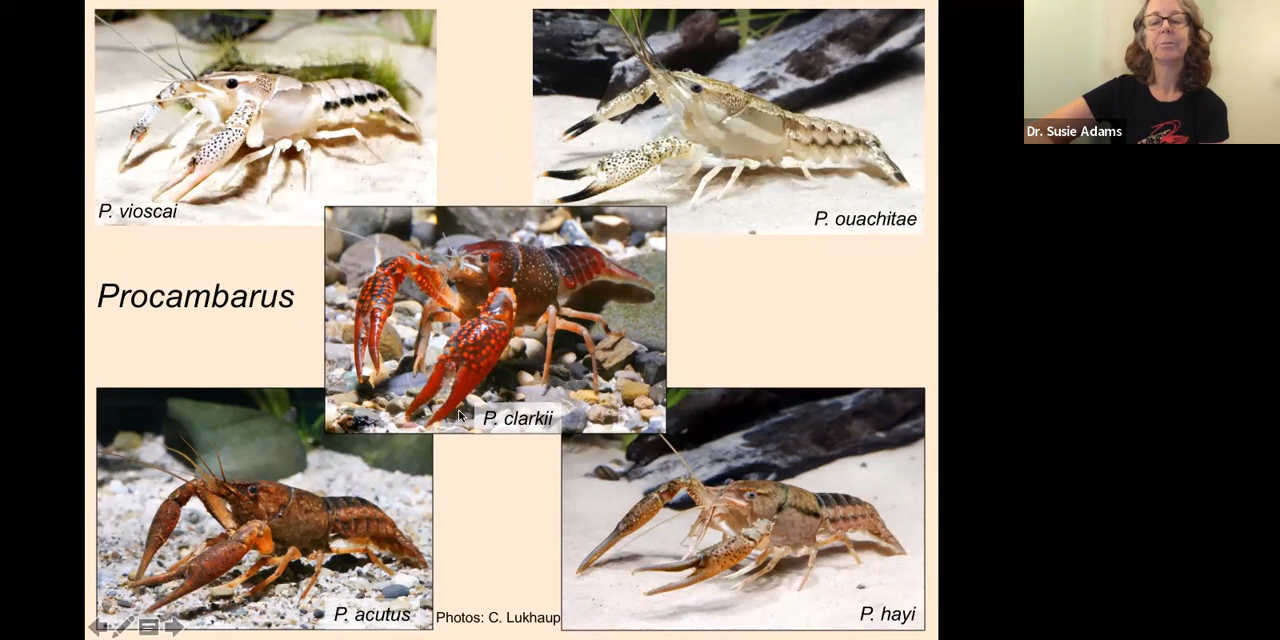 P. vioscai
P. ouachitae
Procambarus
P. clarkii
P. acutus
Photos: C. Lukhaup
P. hayi
Dr. Susie Adams